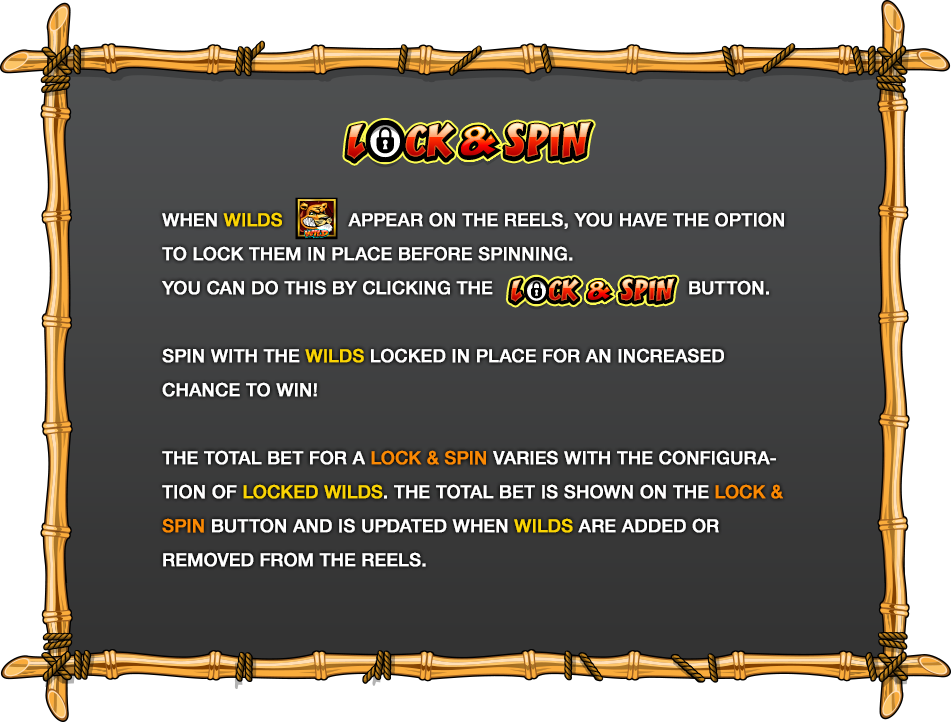 LOCK & SPIN
WHEN WILDS WILD APPEAR ON THE REELS, YOU HAVE THE OPTION
TO LOCK THEM IN PLACE BEFORE SPINNING.
YOU CAN DO THIS BY CLICKING THE LOCK & SPIN BUTTON.
SPIN WITH THE WILDS LOCKED IN PLACE FOR AN INCREASED
CHANCE TO WIN!
THE TOTAL BET FOR A LOCK & SPIN VARIES WITH THE CONFIGURA-
TION OF LOCKED WILDS. THE TOTAL BET IS SHOWN ON THE LOCK &
SPIN BUTTON AND IS UPDATED WHEN WILDS ARE ADDED OR
REMOVED FROM THE REELS.